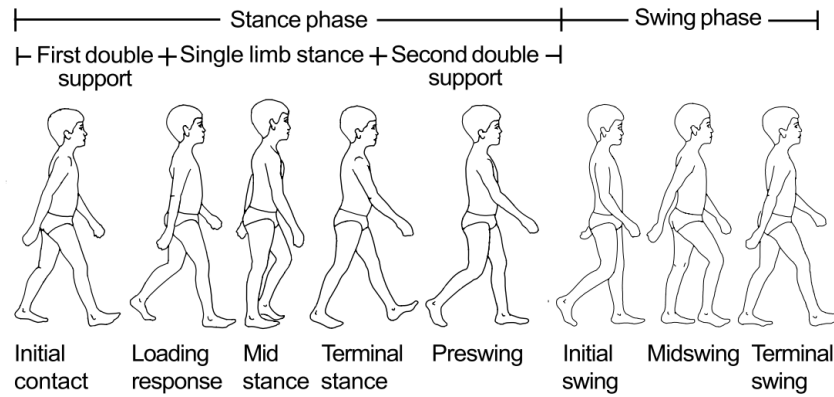 Stance phase
Swing phase
First double support
Single limb stance
Second double support
Initial contact
Loading response
Mid stance
Terminal stance
Preswing
Initial swing
Midswing
Terminal swing